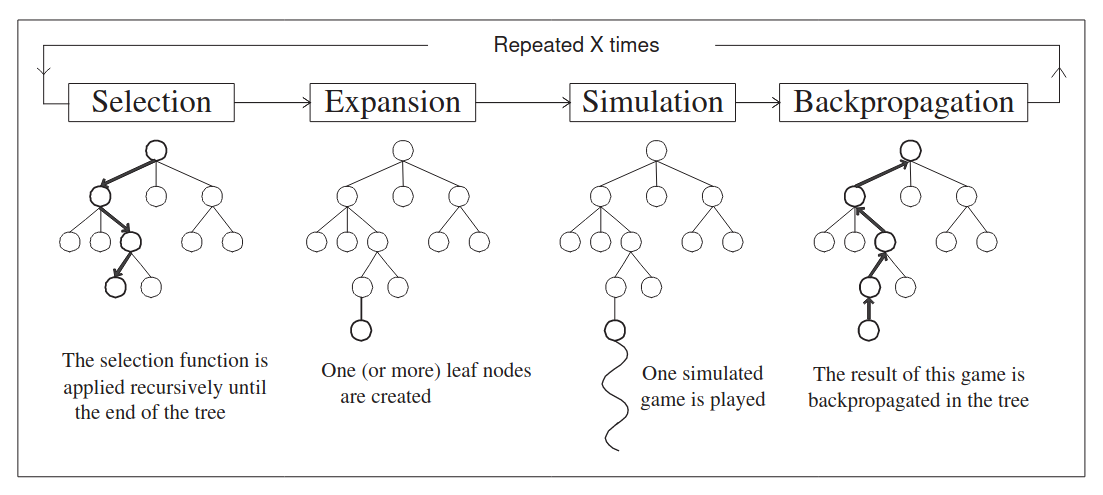 Repeated X times
Selection
Expansion
Simulation
Backpropagation
The selection function is
applied recursively until
the end of the tree
One (or more) leaf nodes
are created
One simulated
game is played
The result of this game is
backpropagated in the tree